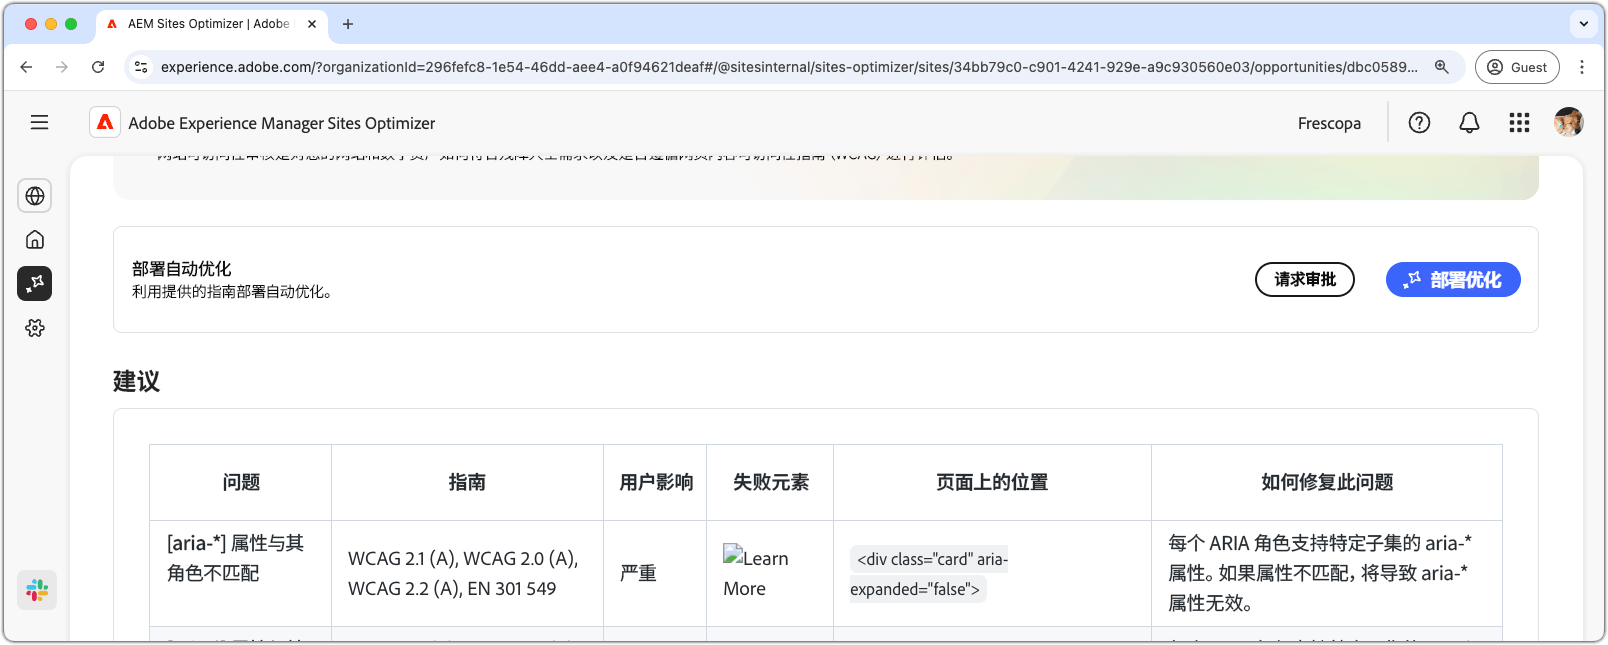 AEM Sites Optimizer | Adobe
experience.adobe.com/?organizationId=296fefc8-1e54-46dd-aee4-a0f94621deaf#/@sitesinternal/sites-optimizer/sites/34bb79c0-c901-4241-929e-a9c930560e03/opportunities/dbc0589...
Guest
Adobe Experience Manager Sites Optimizer
Frescopa
部署自动优化
利用提供的指南部署自动优化。
请求审批
部署优化
建议
问题
指南
用户影响
失败元素
页面上的位置
如何修复此问题
[aria-*] 属性与其
角色不匹配
WCAG 2.1 (A), WCAG 2.0 (A),
WCAG 2.2 (A), EN 301 549
严重
Learn
More
<div class="card" aria-
expanded="false">
每个 ARIA 角色支持特定子集的 aria-*
属性。如果属性不匹配，将导致 aria-*
属性无效。